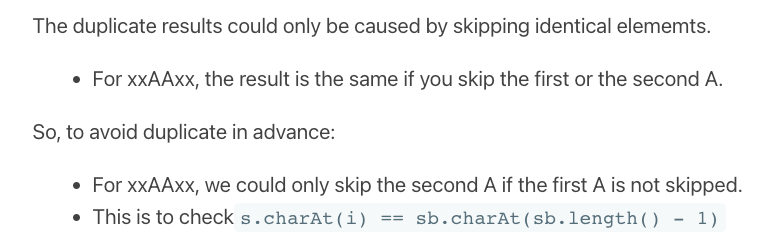 The duplicate results could only be caused by skipping identical elememts.
• For xxAAxx, the result is the same if you skip the first or the second A.
So, to avoid duplicate in advance:
• For xxAAxx, we could only skip the second A if the first A is not skipped.
• This is to check s.charAt(i) == sb.charAt(sb.length() - 1)